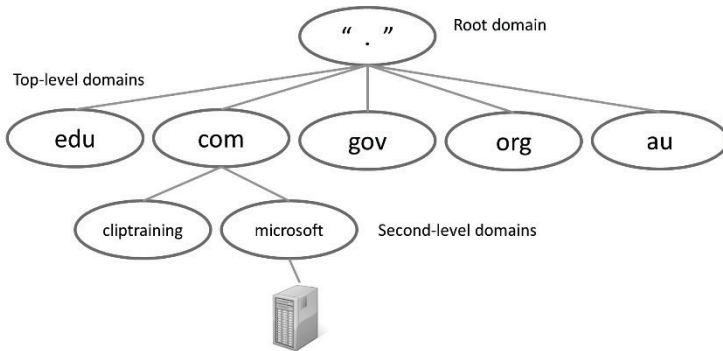 “ . ”
Root domain
Top-level domains
edu
com
gov
org
au
cliptraining
microsoft
Second-level domains